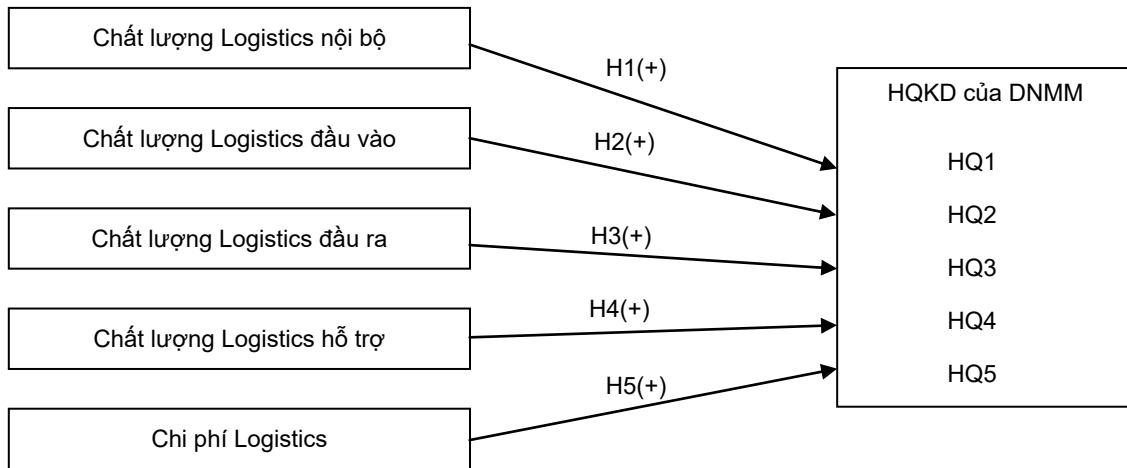 Chất lượng Logistics nội bộ
H1(+)
HQKD của DNMM
Chất lượng Logistics đầu vào
H2(+)
HQ1
HQ2
Chất lượng Logistics đầu ra
H3(+)
HQ3
Chất lượng Logistics hỗ trợ
H4(+)
HQ4
H5(+)
HQ5
Chi phí Logistics